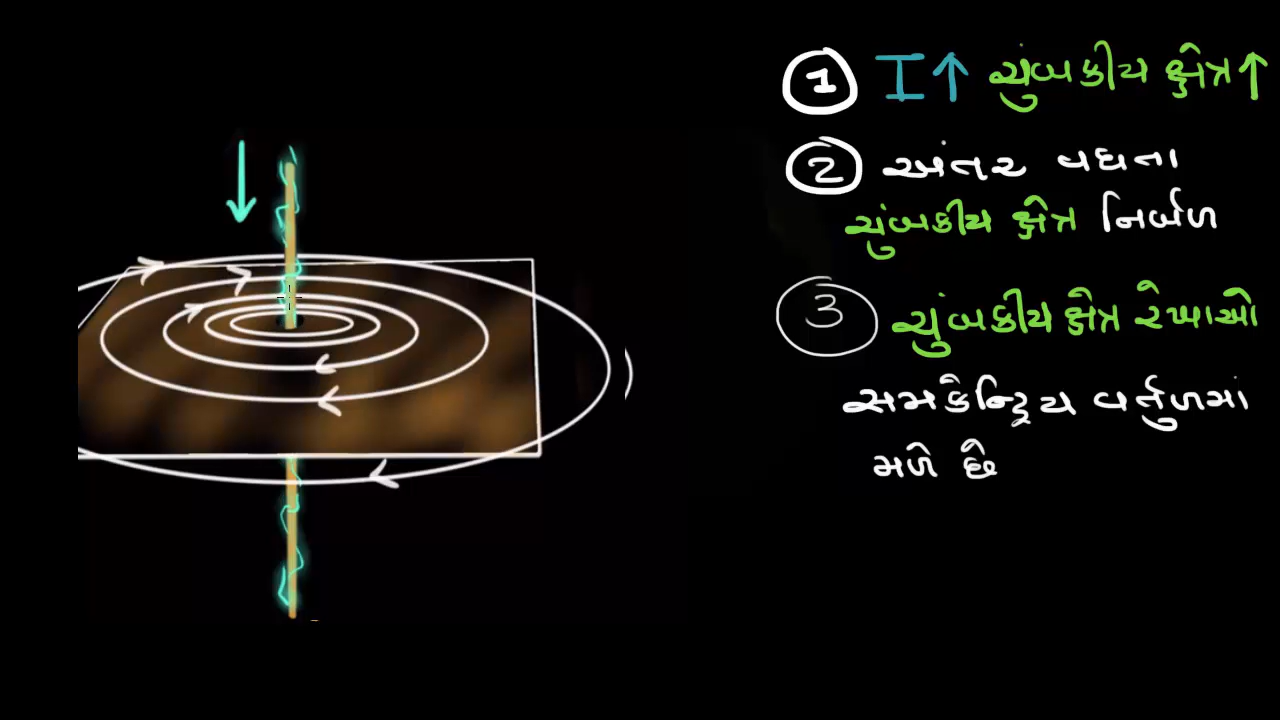 1 I↑ ચુંબકીય ક્ષેત્ર↑
2 અંતર વધતા
ચુંબકીય ક્ષેત્ર નિર્બળ
3 ચુંબકીય ક્ષેત્ર રેખાઓ
સમકેન્દ્રિય વર્તુળમાં
મળે છે